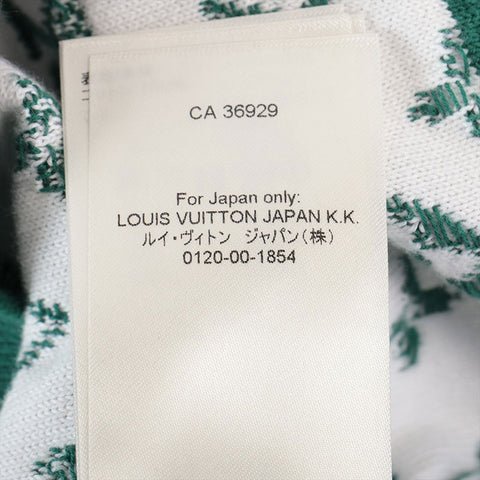 CA 36929
For Japan only:
LOUIS VUITTON JAPAN K.K.
ルイ・ヴィトン ジャパン(株)
0120-00-1854